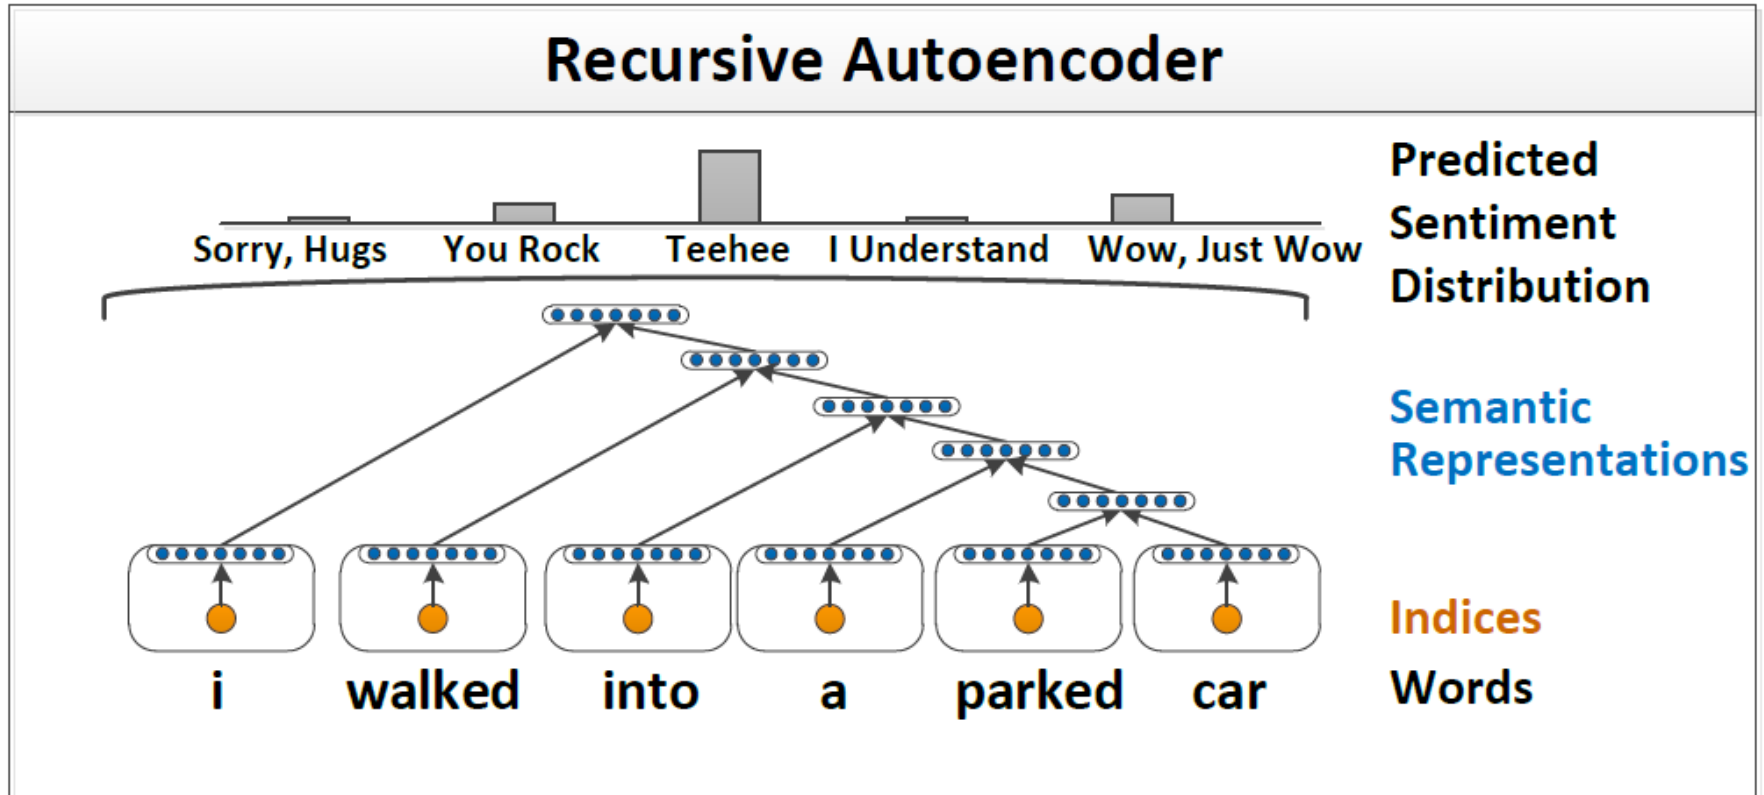 Recursive Autoencoder
Predicted
Sentiment
Distribution
Sorry, Hugs You Rock Teehee I Understand Wow, Just Wow
Semantic
Representations
Indices
i walked into a parked car Words